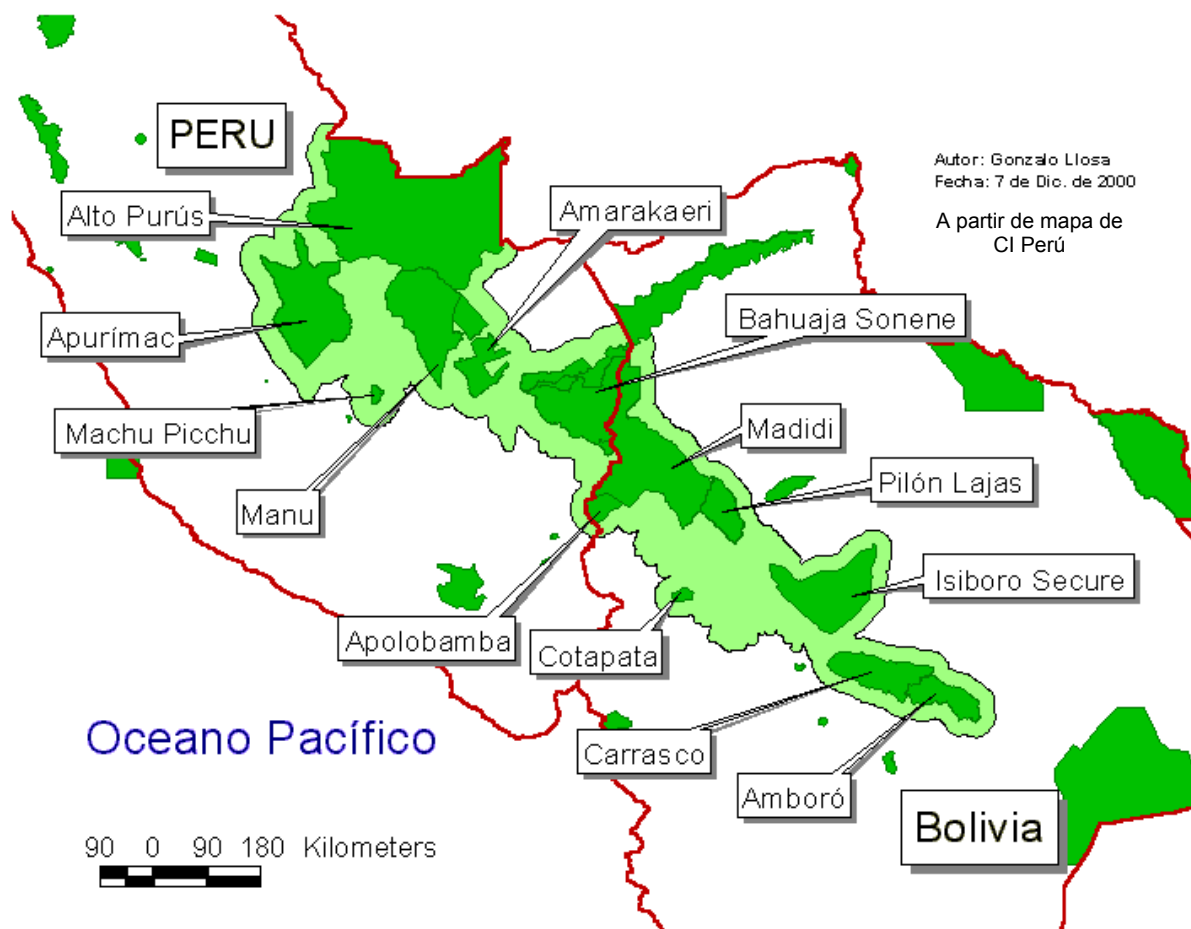 PERU
Autor: Gonzalo Llosa
Fecha: 7 de Dic. de 2000
A partir de mapa de
CI Perú
Alto Purús
Amarakaeri
Bahuaja Sonene
Apurímac
Machu Picchu
Madidi
Pilón Lajas
Manu
Isiboro Secure
Apolobamba
Cotapata
Oceano Pacífico
Carrasco
Amboró
Bolivia
90 0 90 180 Kilometers